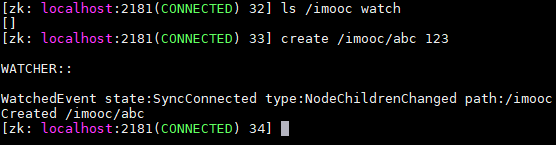 [zk: localhost:2181(CONNECTED) 32] ls /imooc watch
[]
[zk: localhost:2181(CONNECTED) 33] create /imooc/abc 123
WATCHER::
WatchedEvent state:SyncConnected type:NodeChildrenChanged path:/imooc
Created /imooc/abc
[zk: localhost:2181(CONNECTED) 34]